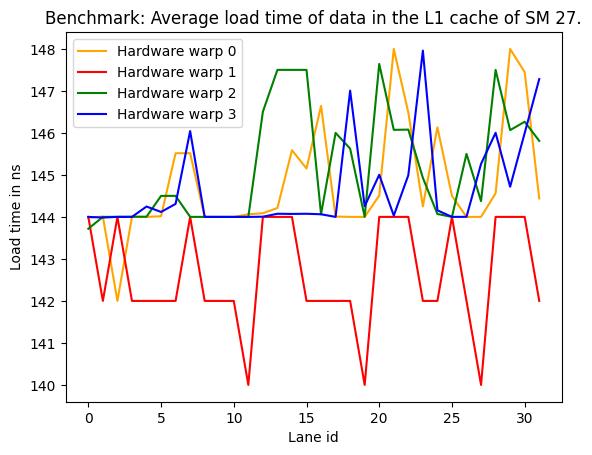 Benchmark: Average load time of data in the L1 cache of SM 27.
Hardware warp 0
Hardware warp 1
Hardware warp 2
Hardware warp 3
Load time in ns
148
147
146
145
144
143
142
141
140
0 5 10 15 20 25 30
Lane id